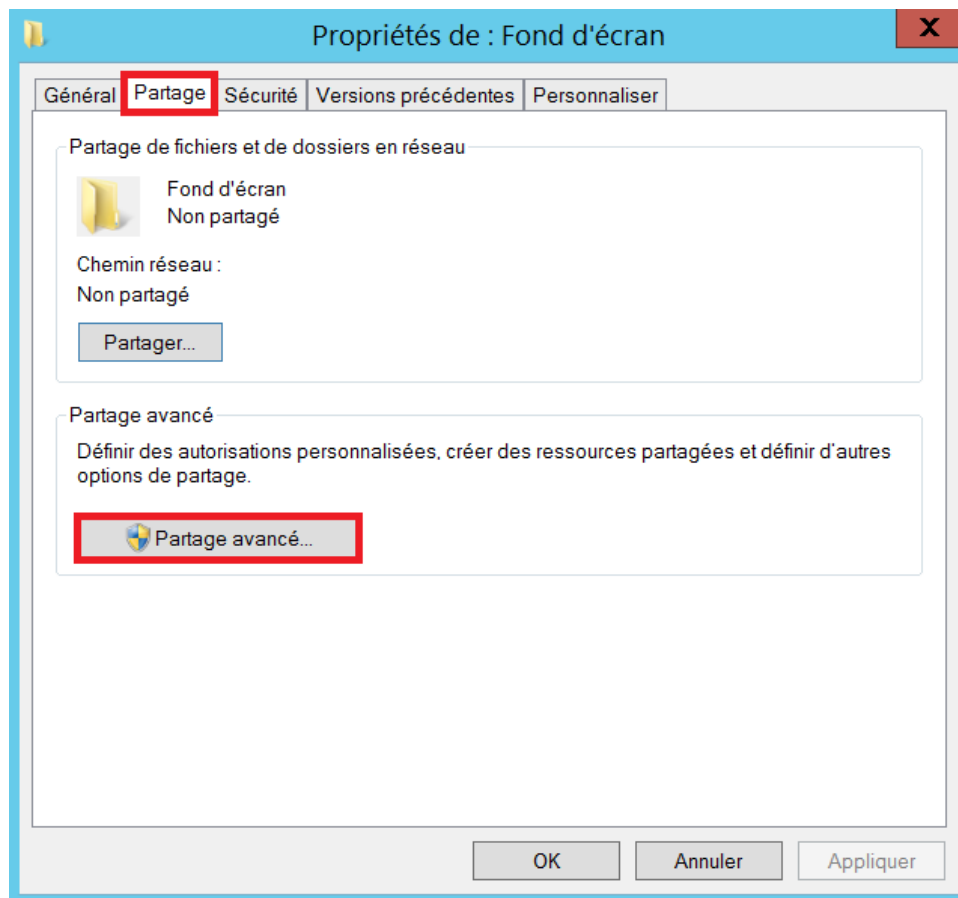 Propriétés de : Fond d'écran
X
Général Partage Sécurité Versions précédentes Personnaliser
Partage de fichiers et de dossiers en réseau
Fond d'écran
Non partagé
Chemin réseau :
Non partagé
Partager...
Partage avancé
Définir des autorisations personnalisées, créer des ressources partagées et définir d'autres
options de partage.
Partage avancé...
OK Annuler Appliquer